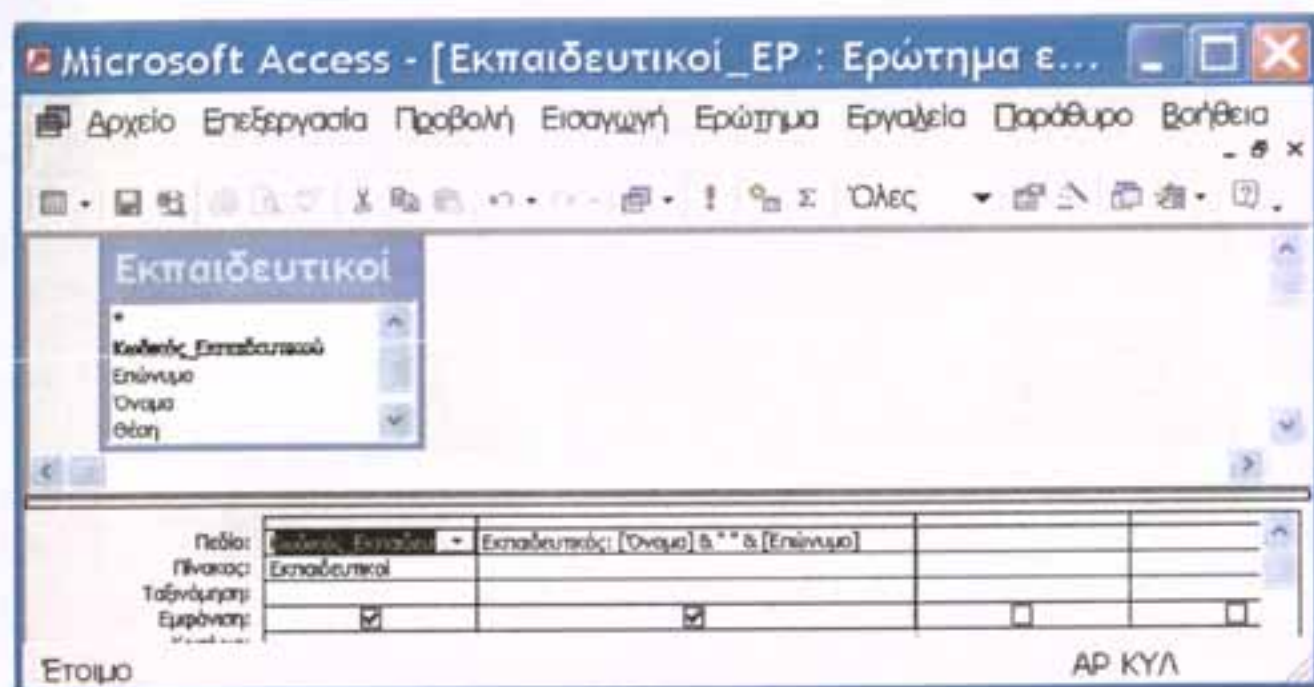 Microsoft Access - [Εκπαιδευτικοί_ΕΡ : Ερώτημα ε...
Αρχείο Επεξεργασία Προβολή Εισαγωγή Ερώτημα Εργαλεία Παράθυρο Βοήθεια
Όλες
Εκπαιδευτικοί
*
Κωδικός_Εκπαιδευτικού
Επώνυμο
Όνομα
Θέση
Πεδίο: Κωδικός_Εκπαιδευ Εκπαιδευτικός: [Όνομα] & " " & [Επώνυμο]
Πίνακας: Εκπαιδευτικοί
Ταξινόμηση:
Εμφάνιση:
Έτοιμο ΑΡ ΚΥΛ